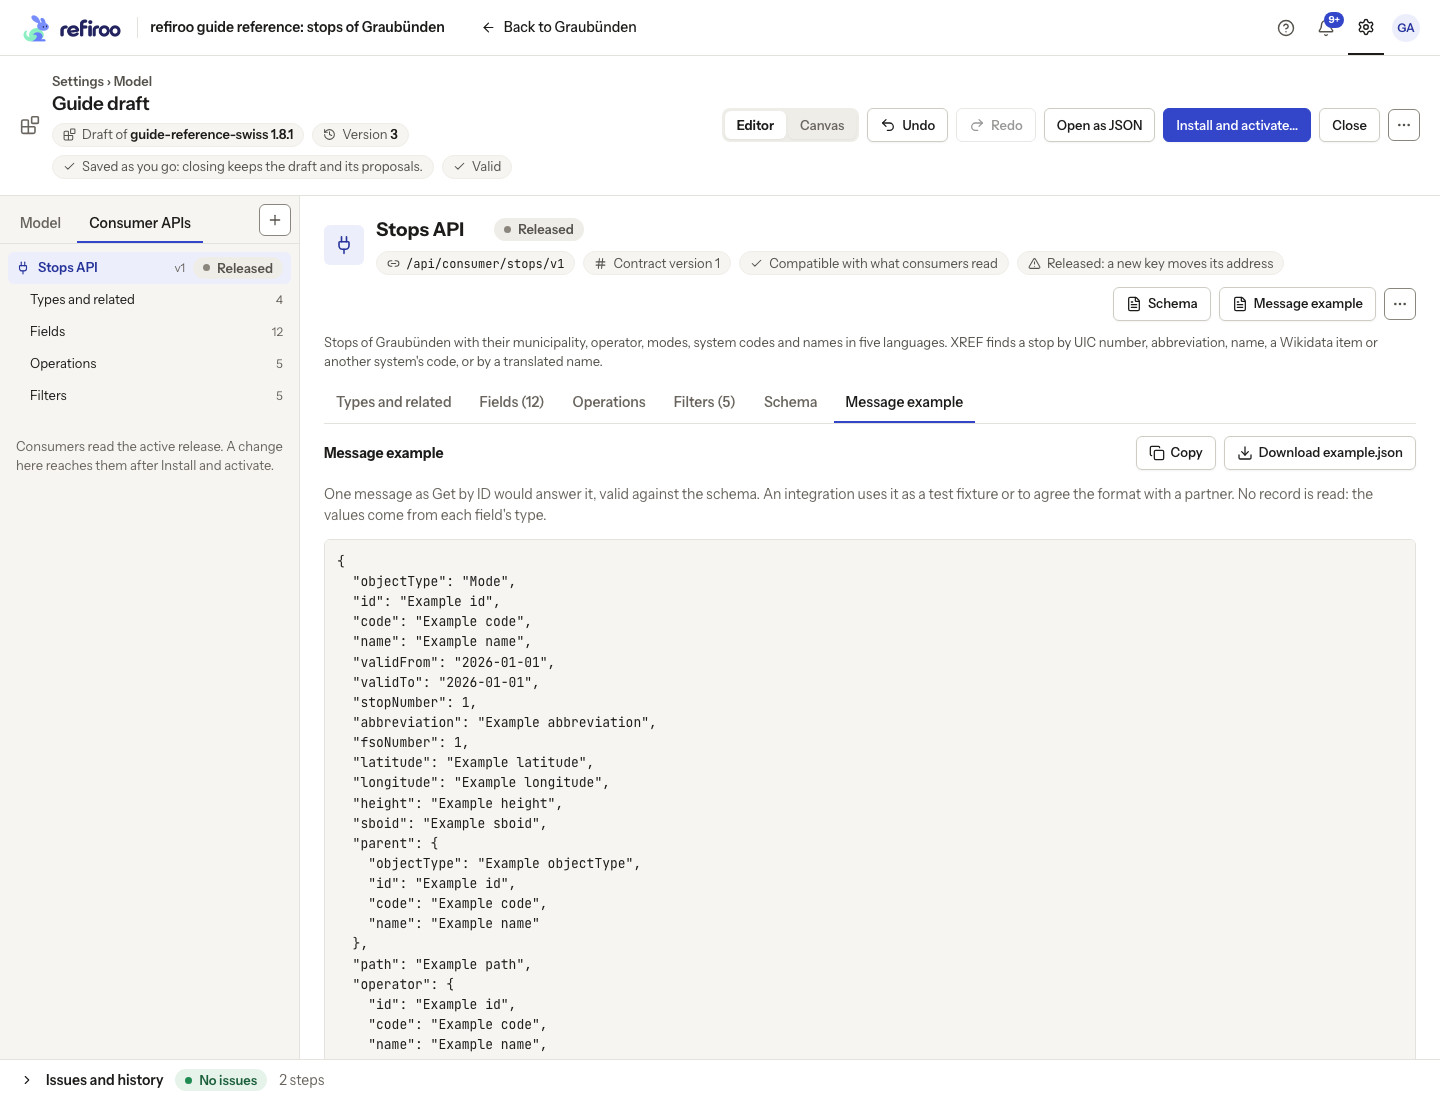 refiroo
refiroo guide reference: stops of Graubünden
Back to Graubünden
9+
GA
Settings › Model
Guide draft
Draft of guide-reference-swiss 1.8.1
Version 3
Saved as you go: closing keeps the draft and its proposals.
Valid
Editor
Canvas
Undo
Redo
Open as JSON
Install and activate...
Close
Model
Consumer APIs
Stops API
v1
Released
Types and related
4
Fields
12
Operations
5
Filters
5
Consumers read the active release. A change
here reaches them after Install and activate.
Stops API
Released
/api/consumer/stops/v1
Contract version 1
Compatible with what consumers read
Released: a new key moves its address
Schema
Message example
Stops of Graubünden with their municipality, operator, modes, system codes and names in five languages. XREF finds a stop by UIC number, abbreviation, name, a Wikidata item or
another system's code, or by a translated name.
Types and related
Fields (12)
Operations
Filters (5)
Schema
Message example
Message example
Copy
Download example.json
One message as Get by ID would answer it, valid against the schema. An integration uses it as a test fixture or to agree the format with a partner. No record is read: the
values come from each field's type.
{
"objectType": "Mode",
"id": "Example id",
"code": "Example code",
"name": "Example name",
"validFrom": "2026-01-01",
"validTo": "2026-01-01",
"stopNumber": 1,
"abbreviation": "Example abbreviation",
"fsoNumber": 1,
"latitude": "Example latitude",
"longitude": "Example longitude",
"height": "Example height",
"sboid": "Example sboid",
"parent": {
"objectType": "Example objectType",
"id": "Example id",
"code": "Example code",
"name": "Example name"
},
"path": "Example path",
"operator": {
"id": "Example id",
"code": "Example code",
"name": "Example name",
Issues and history
No issues
2 steps